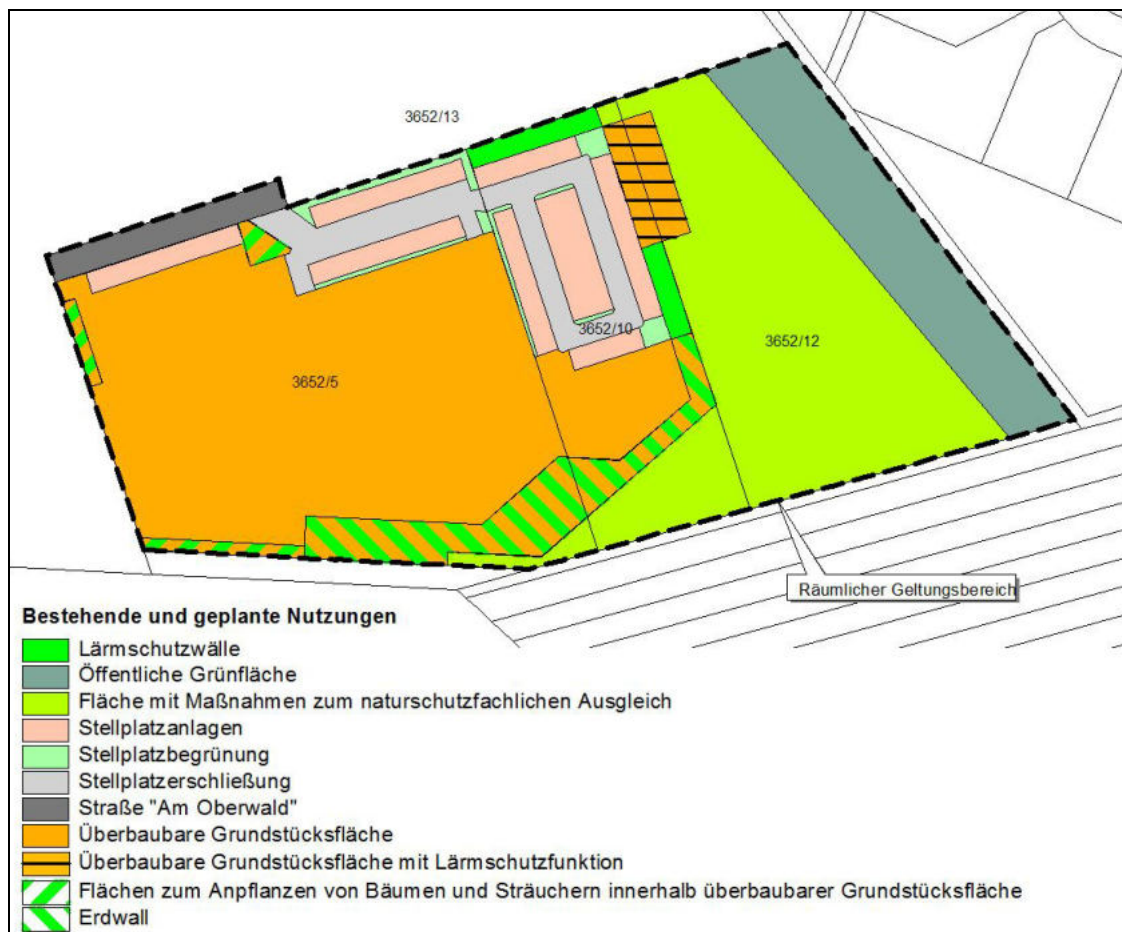 3652/13
3652/10
3652/12
3652/5
Räumlicher Geltungsbereich
Bestehende und geplante Nutzungen
Lärmschutzwälle
Öffentliche Grünfläche
Fläche mit Maßnahmen zum naturschutzfachlichen Ausgleich
Stellplatzanlagen
Stellplatzbegrünung
Stellplatzerschließung
Straße "Am Oberwald"
Überbaubare Grundstücksfläche
Überbaubare Grundstücksfläche mit Lärmschutzfunktion
Flächen zum Anpflanzen von Bäumen und Sträuchern innerhalb überbaubarer Grundstücksfläche
Erdwall